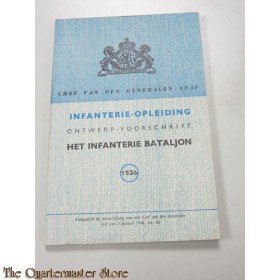 CHEF VAN DEN GENERALEN STAF
INFANTERIE-OPLEIDING
ONTWERP-VOORSCHRIFT
HET INFANTERIE BATALJON
1526
The Quartermaster's Store